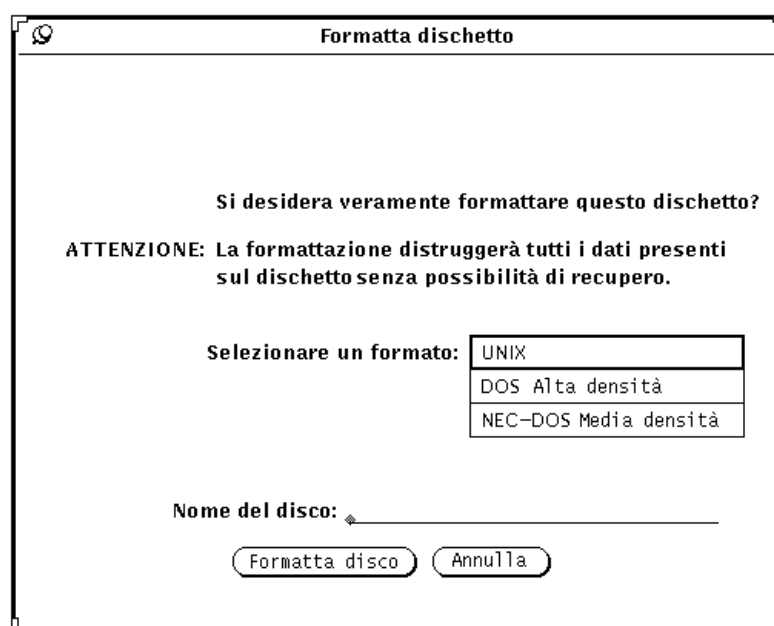 Formatta dischetto
Si desidera veramente formattare questo dischetto?
ATTENZIONE: La formattazione distruggerà tutti i dati presenti
sul dischetto senza possibilità di recupero.
Selezionare un formato: UNIX
DOS Alta densità
NEC-DOS Media densità
Nome del disco:
Formatta disco Annulla